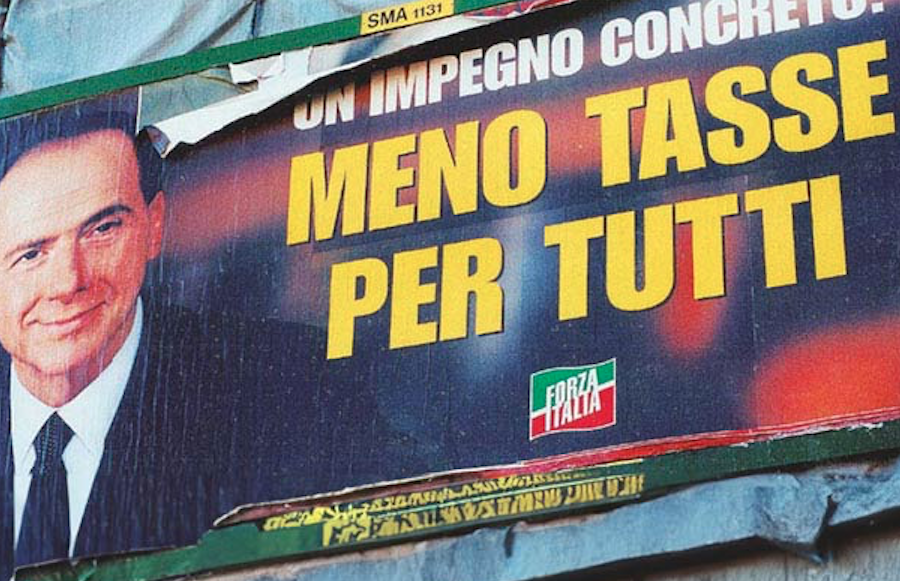 SMA 1131
UN IMPEGNO CONCRETO:
MENO TASSE
PER TUTTI
FORZA
ITALIA